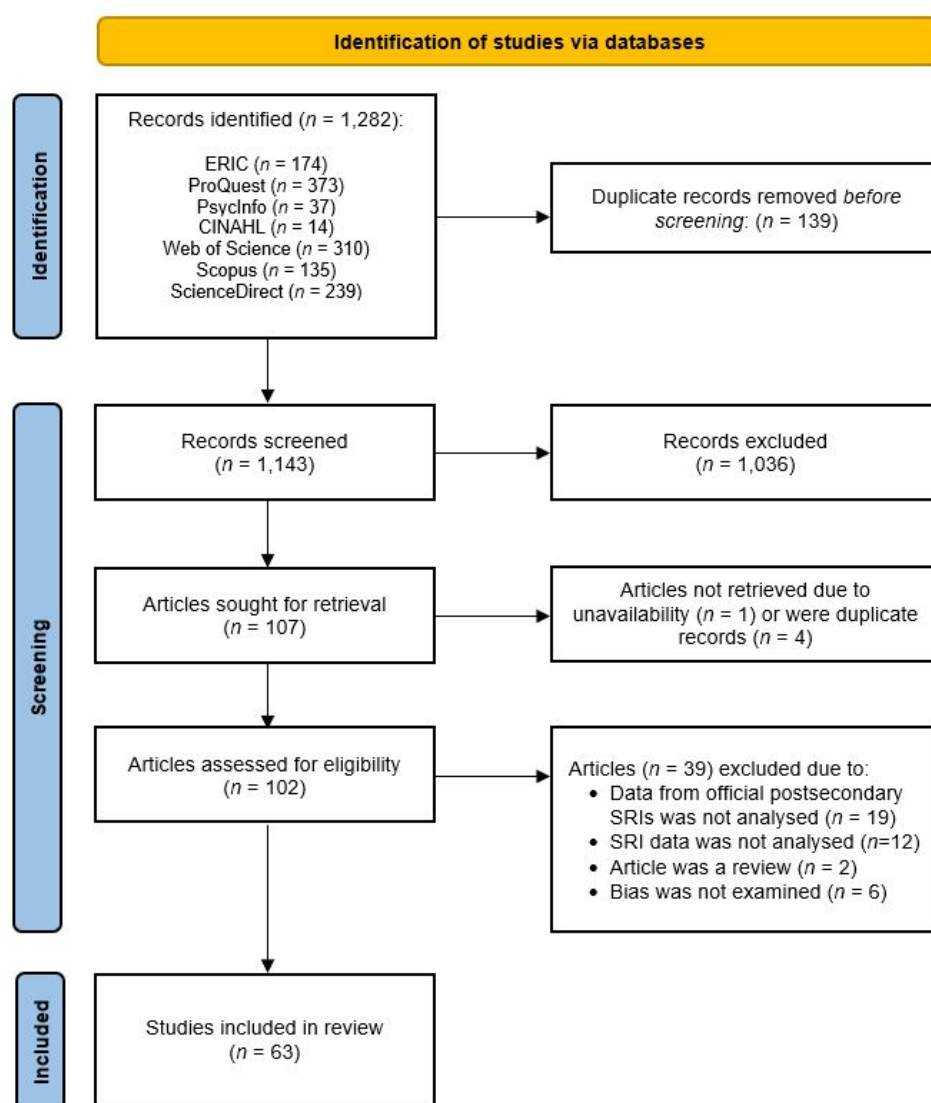 Identification of studies via databases
Identification
Records identified (n = 1,282):
ERIC (n = 174)
ProQuest (n = 373)
PsycInfo (n = 37)
CINAHL (n = 14)
Web of Science (n = 310)
Scopus (n = 135)
ScienceDirect (n = 239)
Duplicate records removed before
screening: (n = 139)
Screening
Records screened
(n = 1,143)
Records excluded
(n = 1,036)
Articles sought for retrieval
(n = 107)
Articles not retrieved due to
unavailability (n = 1) or were duplicate
records (n = 4)
Articles assessed for eligibility
(n = 102)
Articles (n = 39) excluded due to:
• Data from official postsecondary
SRIs was not analysed (n = 19)
• SRI data was not analysed (n=12)
• Article was a review (n = 2)
• Bias was not examined (n = 6)
Included
Studies included in review
(n = 63)